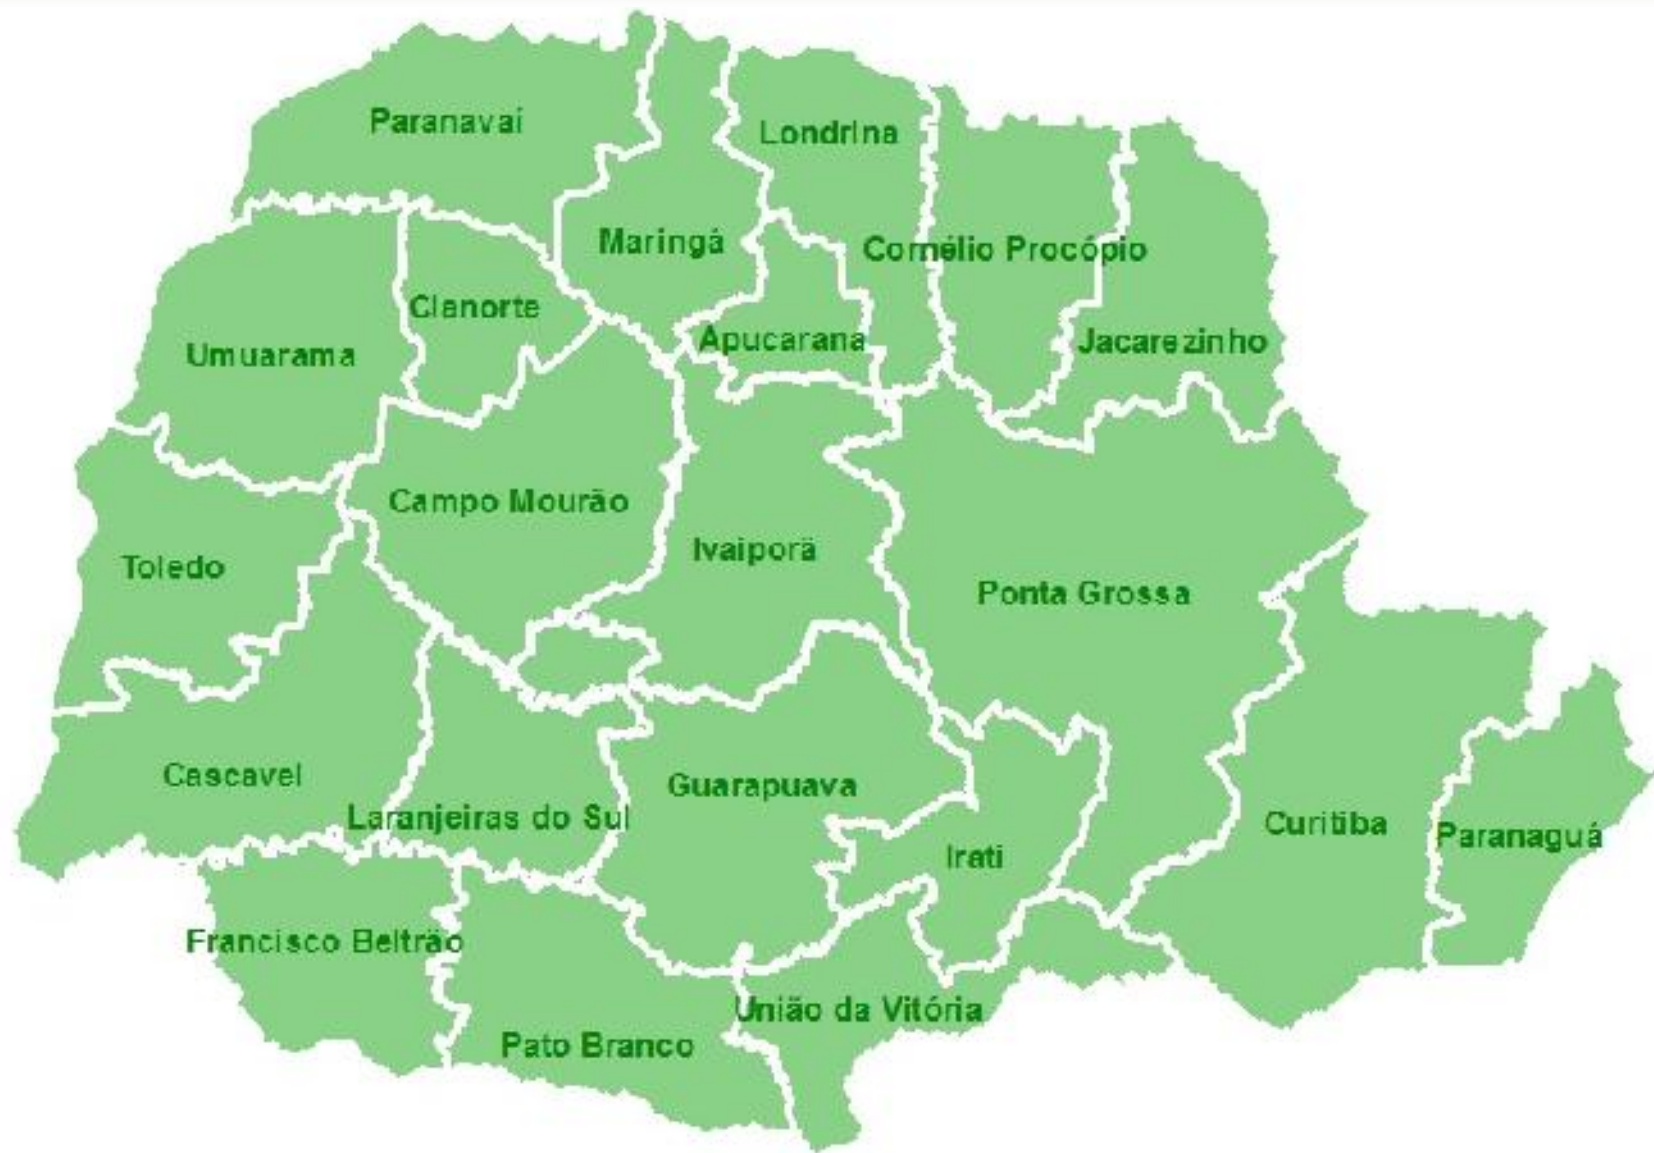 Paranavaí
Londrina
Maringá
Cornélio Procópio
Cianorte
Umuarama
Apucarana
Jacarezinho
Campo Mourão
Ivaiporã
Toledo
Ponta Grossa
Cascavel
Guarapuava
Laranjeiras do Sul
Curitiba
Paranaguá
Irati
Francisco Beltrão
União da Vitória
Pato Branco